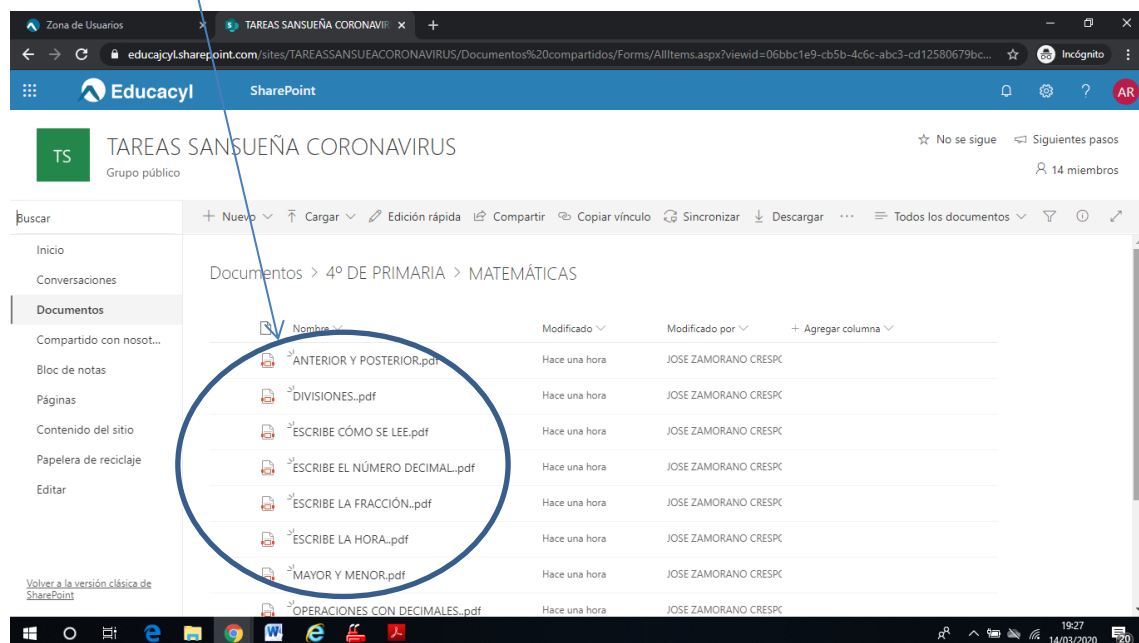 Zona de Usuarios
TAREAS SANSUEÑA CORONAVIR
educajcyl.sharepoint.com/sites/TAREASSANSUEACORONAVIRUS/Documentos%20compartidos/Forms/AllItems.aspx?viewid=06bbc1e9-cb5b-4c6c-abc3-cd12580679bc...
Incógnito
Educacyl SharePoint
AR
TS
TAREAS SANSUEÑA CORONAVIRUS
Grupo público
No se sigue Siguientes pasos
14 miembros
Buscar
Nuevo Cargar Edición rápida Compartir Copiar vínculo Sincronizar Descargar ... Todos los documentos
Inicio
Conversaciones
Documentos
Compartido con nosot...
Bloc de notas
Páginas
Contenido del sitio
Papelera de reciclaje
Editar
Volver a la versión clásica de
SharePoint
Documentos > 4º DE PRIMARIA > MATEMÁTICAS
Nombre Modificado Modificado por + Agregar columna
ANTERIOR Y POSTERIOR.pdf Hace una hora JOSE ZAMORANO CRESPO
DIVISIONES..pdf Hace una hora JOSE ZAMORANO CRESPO
ESCRIBE CÓMO SE LEE.pdf Hace una hora JOSE ZAMORANO CRESPO
ESCRIBE EL NÚMERO DECIMAL..pdf Hace una hora JOSE ZAMORANO CRESPO
ESCRIBE LA FRACCIÓN..pdf Hace una hora JOSE ZAMORANO CRESPO
ESCRIBE LA HORA..pdf Hace una hora JOSE ZAMORANO CRESPO
MAYOR Y MENOR.pdf Hace una hora JOSE ZAMORANO CRESPO
OPERACIONES CON DECIMALES..pdf Hace una hora JOSE ZAMORANO CRESPO
19:27
14/03/2020
20